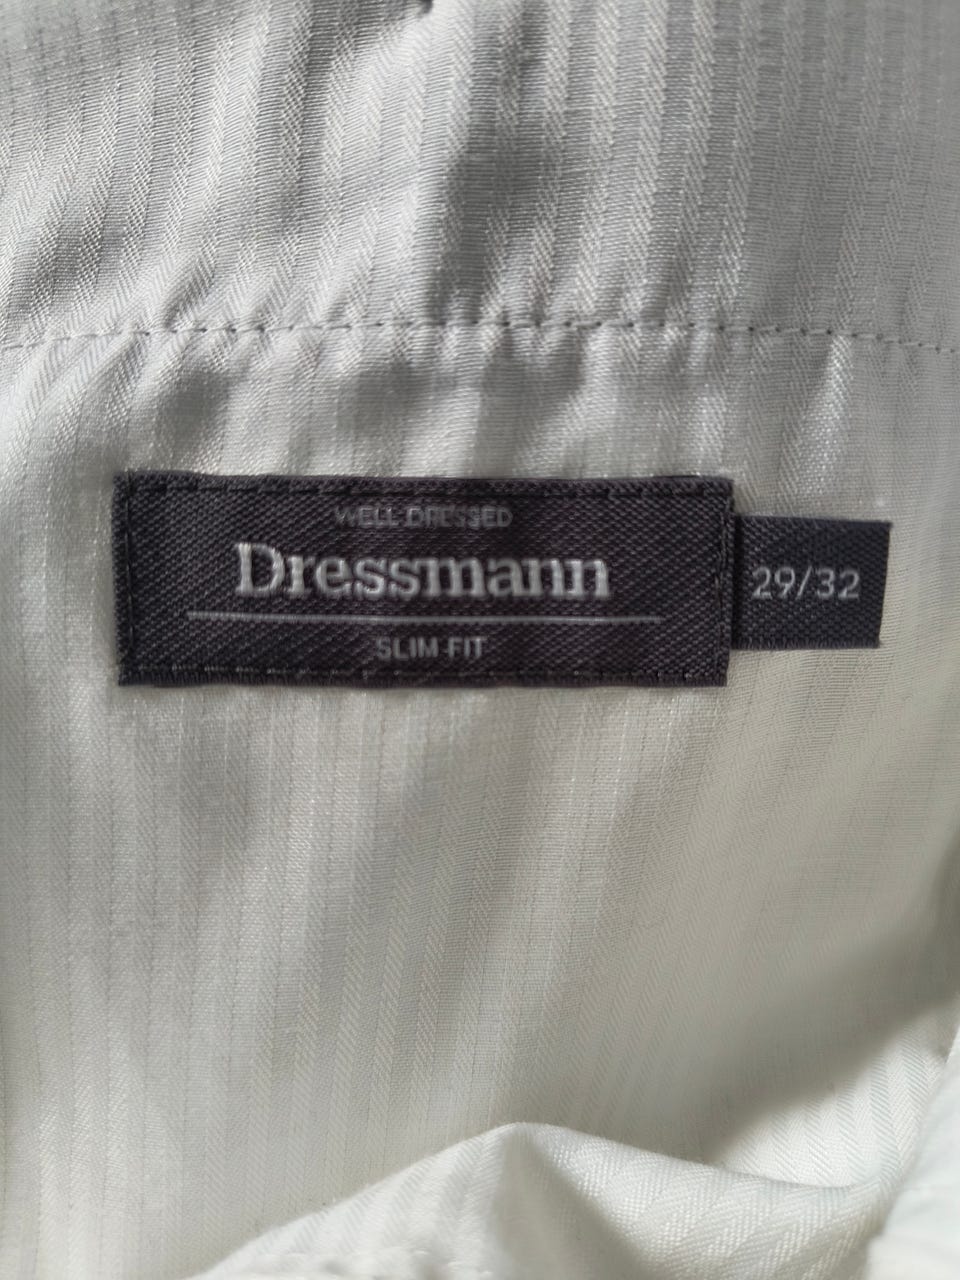 WELL DRESSED
Dressmann
SLIM FIT
29/32